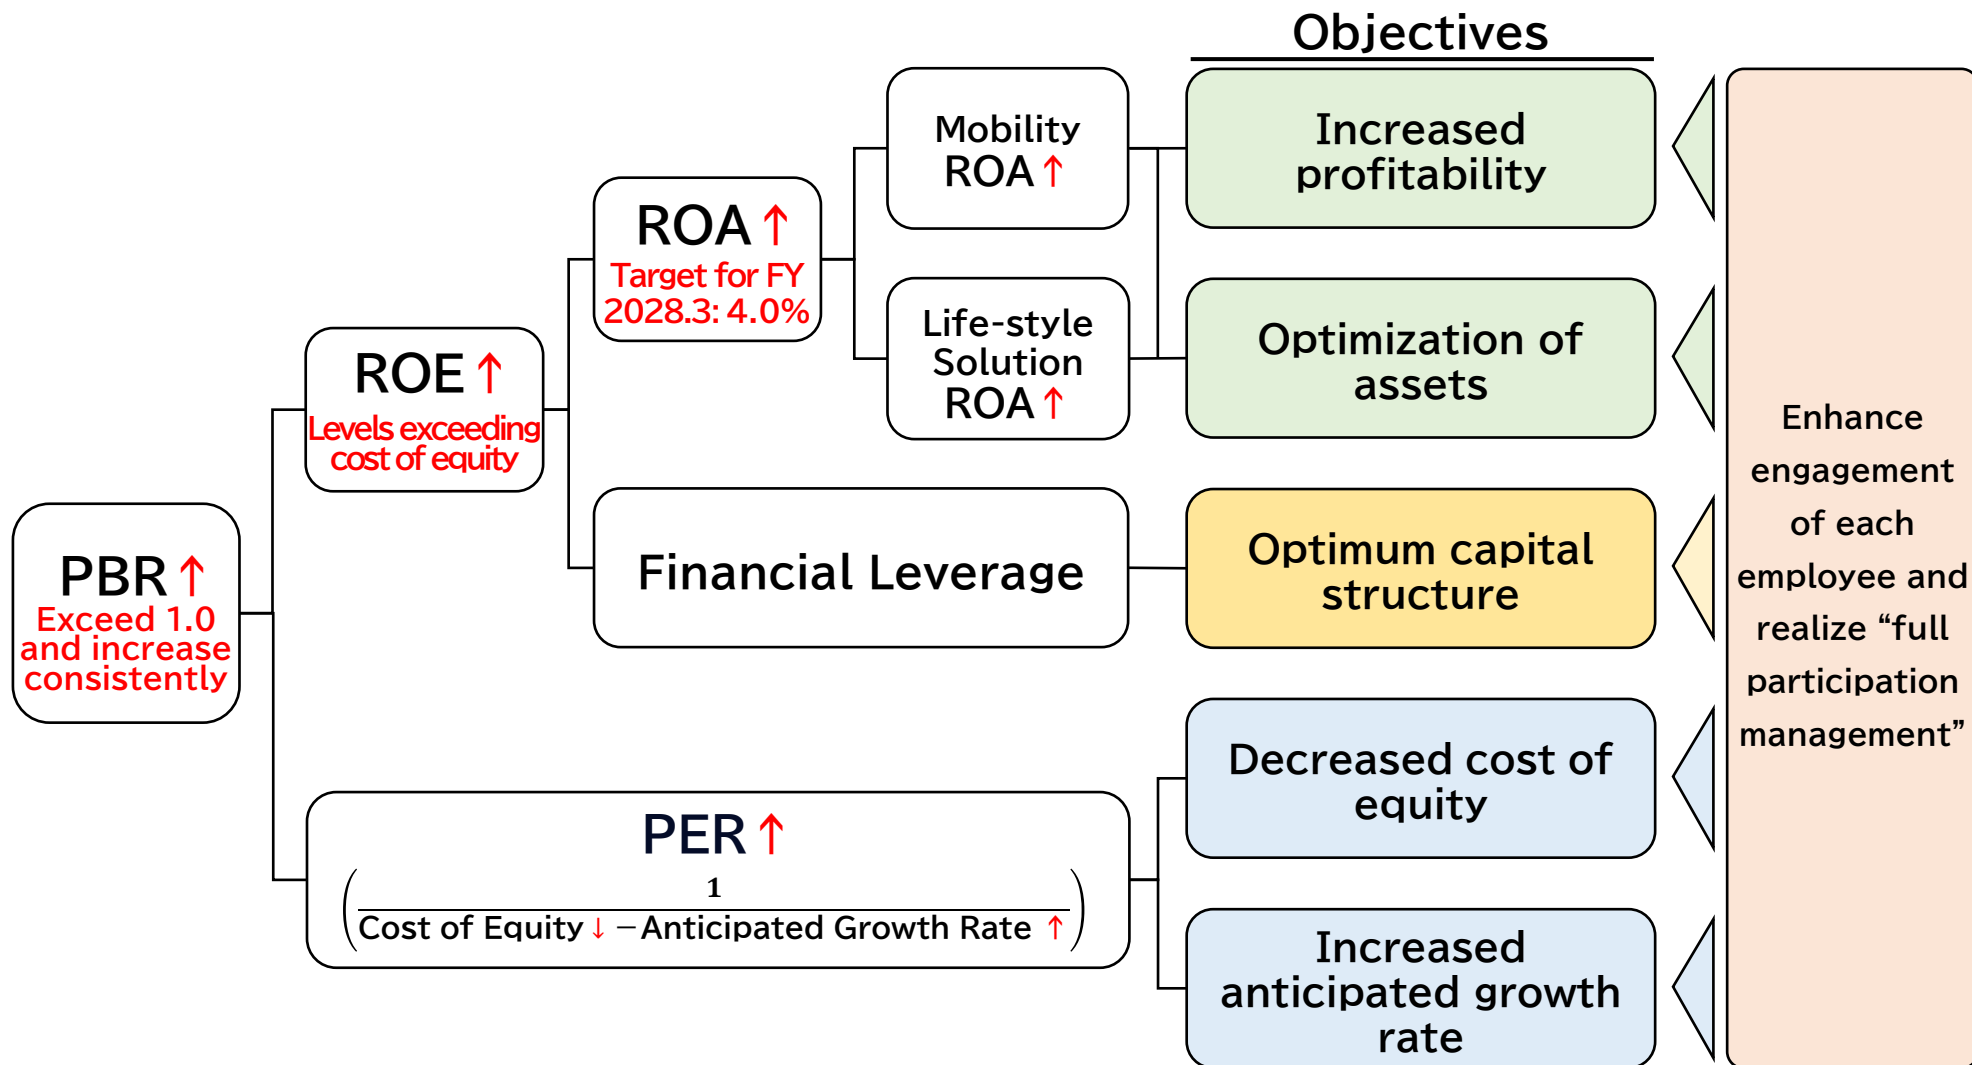 Objectives
PBR ↑
Exceed 1.0
and increase
consistently
ROE ↑
Levels exceeding
cost of equity
ROA ↑
Target for FY
2028.3: 4.0%
Mobility
ROA ↑
Life-style
Solution
ROA ↑
Financial Leverage
PER ↑
1
Cost of Equity ↓ −Anticipated Growth Rate ↑
Increased
profitability
Optimization of
assets
Optimum capital
structure
Decreased cost of
equity
Increased
anticipated growth
rate
Enhance
engagement
of each
employee and
realize “full
participation
management”